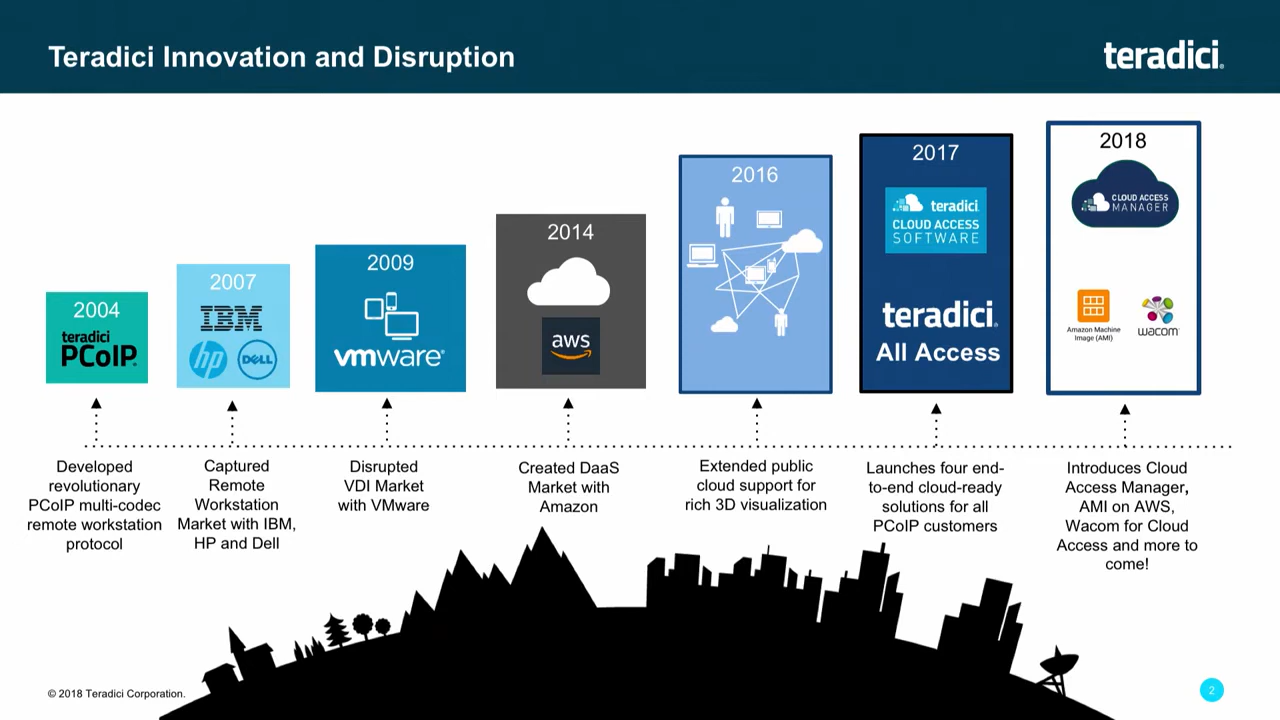 Teradici Innovation and Disruption
teradici®
2004
teradici
PCoIP®
Developed
revolutionary
PCoIP multi-codec
remote workstation
protocol
2007
IBM
hp
DELL
Captured
Remote
Workstation
Market with IBM,
HP and Dell
2009
vmware®
Disrupted
VDI Market
with VMware
2014
aws
Created DaaS
Market with
Amazon
2016
Extended public
cloud support for
rich 3D visualization
2017
teradici
CLOUD ACCESS
SOFTWARE
teradici®
All Access
Launches four end-
to-end cloud-ready
solutions for all
PCoIP customers
2018
CLOUD ACCESS
MANAGER
Amazon Machine
Image (AMI)
wacom
Introduces Cloud
Access Manager,
AMI on AWS,
Wacom for Cloud
Access and more to
come!
© 2018 Teradici Corporation.
2